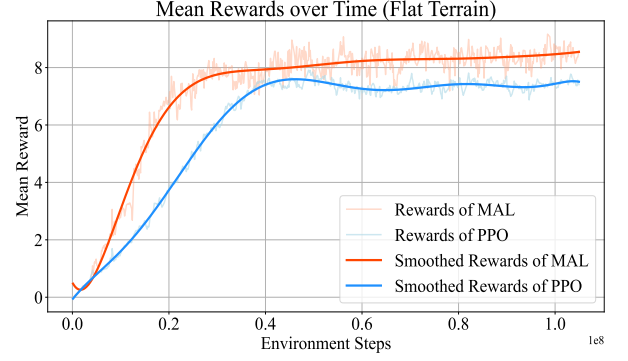 Mean Rewards over Time (Flat Terrain)
Mean Reward
8
6
4
2
0
Rewards of MAL
Rewards of PPO
Smoothed Rewards of MAL
Smoothed Rewards of PPO
0.0 0.2 0.4 0.6 0.8 1.0
Environment Steps
1e8